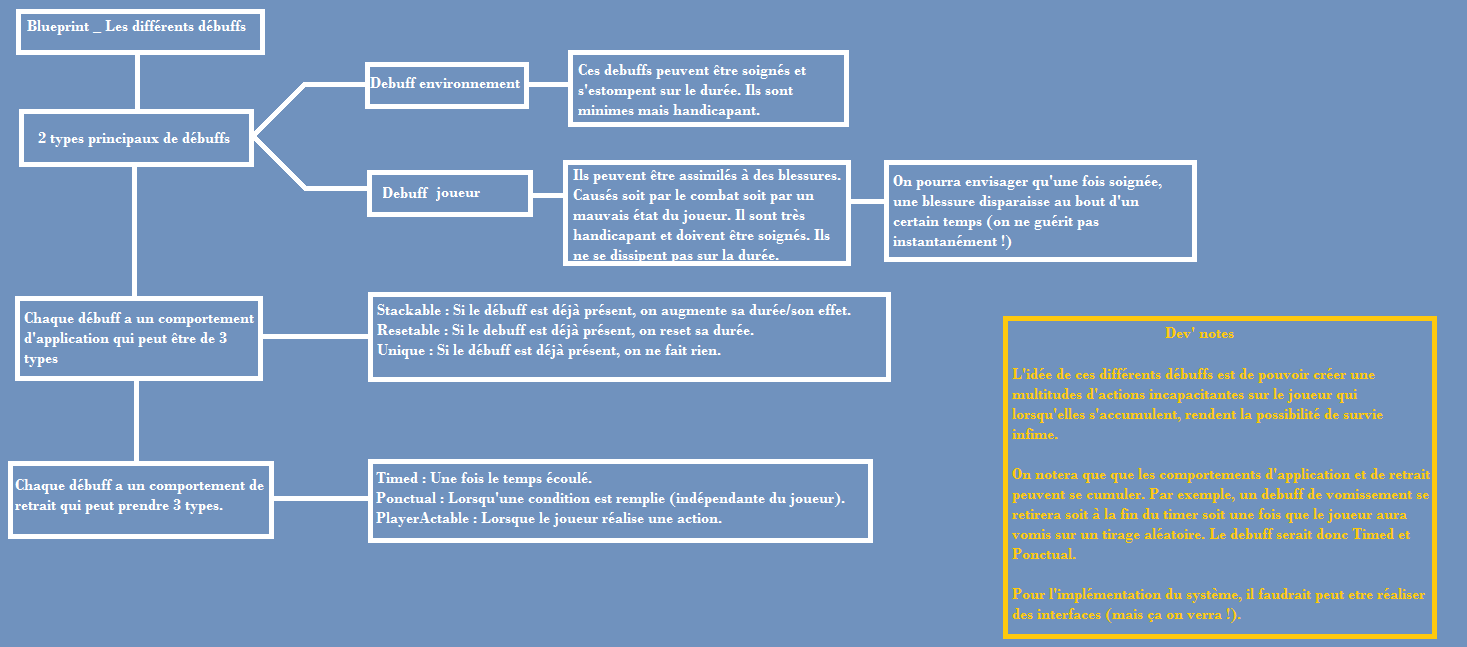 Blueprint _ Les différents débuffs
2 types principaux de débuffs
Debuff environnement
Ces debuffs peuvent être soignés et
s'estompent sur le durée. Ils sont
minimes mais handicapant.
Debuff joueur
Ils peuvent être assimilés à des blessures.
Causés soit par le combat soit par un
mauvais état du joueur. Il sont très
handicapant et doivent être soignés. Ils
ne se dissipent pas sur la durée.
On pourra envisager qu'une fois soignée,
une blessure disparaisse au bout d'un
certain temps (on ne guérit pas
instantanément !)
Chaque débuff a un comportement
d'application qui peut être de 3
types
Stackable : Si le débuff est déjà présent, on augmente sa durée/son effet.
Resetable : Si le debuff est déjà présent, on reset sa durée.
Unique : Si le débuff est déjà présent, on ne fait rien.
Chaque débuff a un comportement de
retrait qui peut prendre 3 types.
Timed : Une fois le temps écoulé.
Ponctual : Lorsqu'une condition est remplie (indépendante du joueur).
PlayerActable : Lorsque le joueur réalise une action.
Dev' notes
L'idée de ces différents débuffs est de pouvoir créer une
multitudes d'actions incapacitantes sur le joueur qui
lorsqu'elles s'accumulent, rendent la possibilité de survie
infime.
On notera que que les comportements d'application et de retrait
peuvent se cumuler. Par exemple, un debuff de vomissement se
retirera soit à la fin du timer soit une fois que le joueur aura
vomis sur un tirage aléatoire. Le debuff serait donc Timed et
Ponctual.
Pour l'implémentation du système, il faudrait peut etre réaliser
des interfaces (mais ça on verra !).